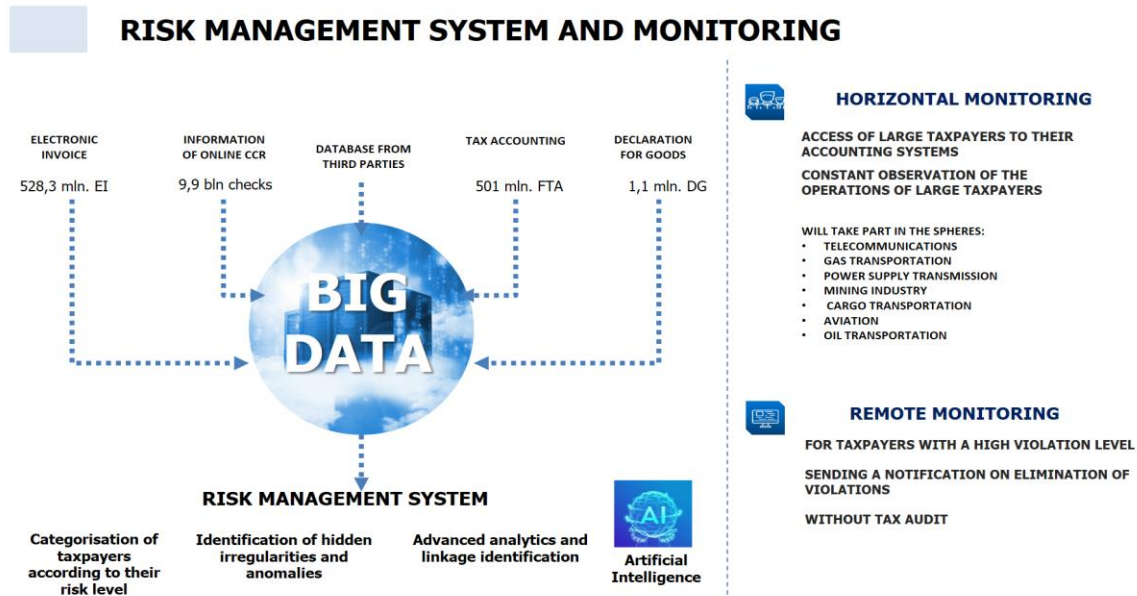 RISK MANAGEMENT SYSTEM AND MONITORING
ELECTRONIC
INVOICE
528,3 mln. EI
INFORMATION
OF ONLINE CCR
9,9 bln checks
DATABASE FROM
THIRD PARTIES
TAX ACCOUNTING
501 mln. FTA
DECLARATION
FOR GOODS
1,1 mln. DG
BIG
DATA
RISK MANAGEMENT SYSTEM
Categorisation of
taxpayers
according to their
risk level
Identification of hidden
irregularities and
anomalies
Advanced analytics and
linkage identification
AI
Artificial
Intelligence
HORIZONTAL MONITORING
ACCESS OF LARGE TAXPAYERS TO THEIR
ACCOUNTING SYSTEMS
CONSTANT OBSERVATION OF THE
OPERATIONS OF LARGE TAXPAYERS
WILL TAKE PART IN THE SPHERES:
• TELECOMMUNICATIONS
• GAS TRANSPORTATION
• POWER SUPPLY TRANSMISSION
• MINING INDUSTRY
• CARGO TRANSPORTATION
• AVIATION
• OIL TRANSPORTATION
REMOTE MONITORING
FOR TAXPAYERS WITH A HIGH VIOLATION LEVEL
SENDING A NOTIFICATION ON ELIMINATION OF
VIOLATIONS
WITHOUT TAX AUDIT